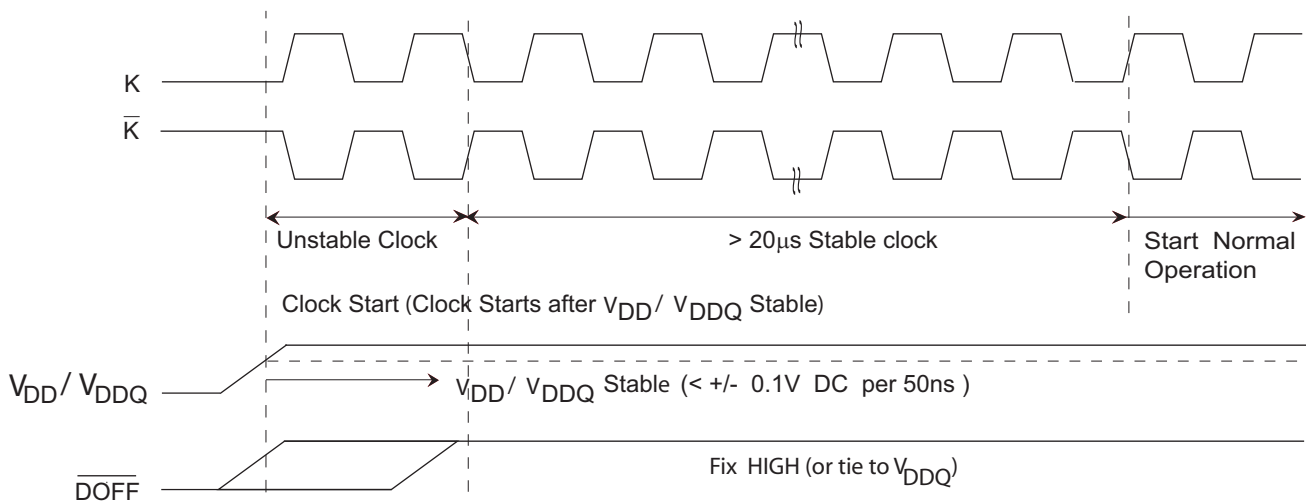 K
K̅
Unstable Clock
> 20μs Stable clock
Start Normal
Operation
Clock Start (Clock Starts after VDD / VDDQ Stable)
VDD / VDDQ
VDD / VDDQ Stable (< +/- 0.1V DC per 50ns )
Fix HIGH (or tie to VDDQ)
D̅O̅F̅F̅